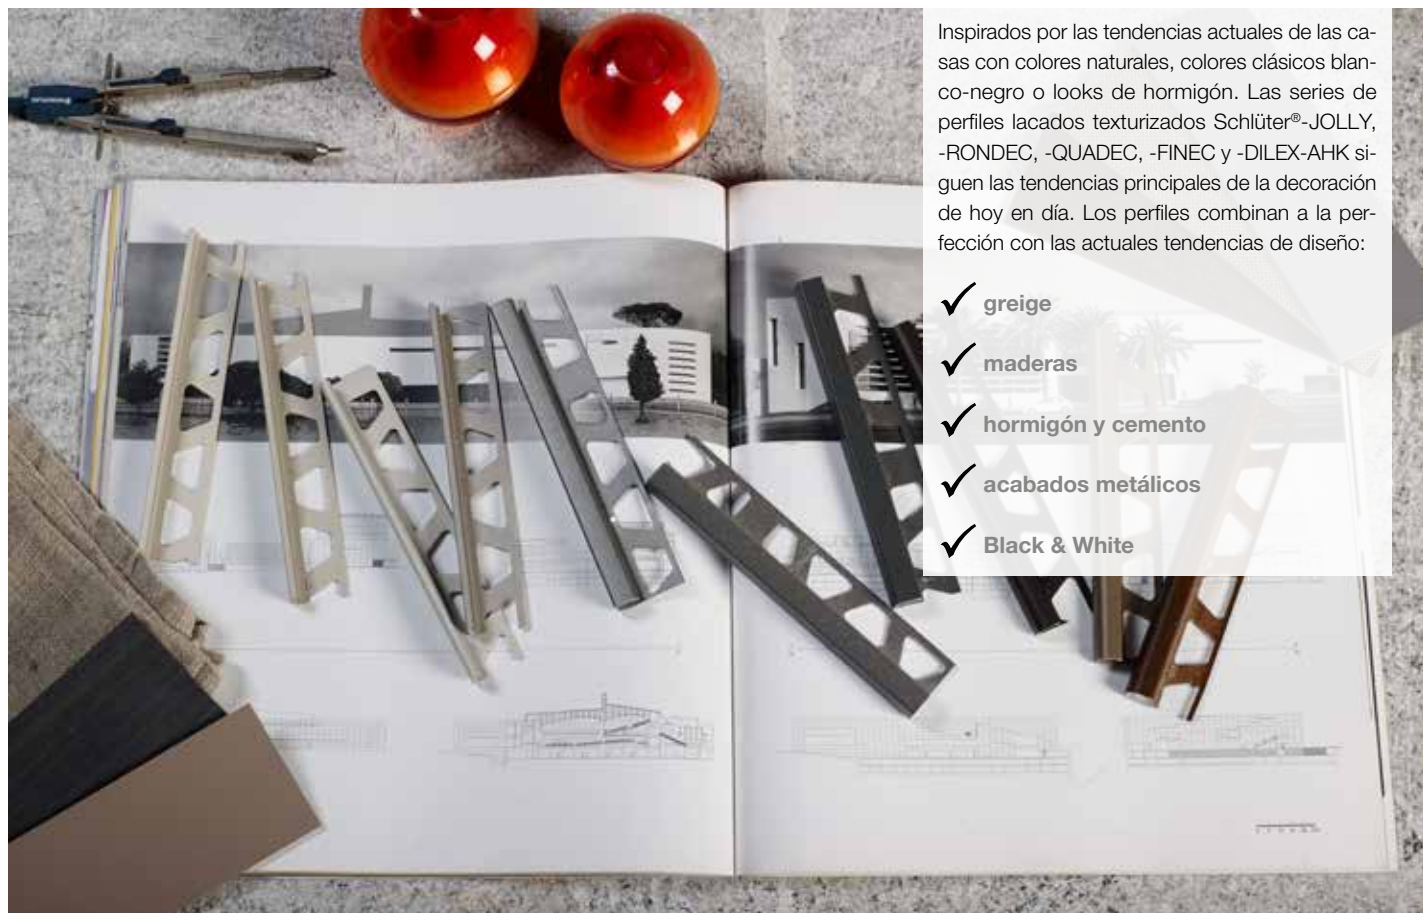 Inspirados por las tendencias actuales de las ca-
sas con colores naturales, colores clásicos blan-
co-negro o looks de hormigón. Las series de
perfiles lacados texturizados Schlüter®-JOLLY,
-RONDEC, -QUADEC, -FINEC y -DILEX-AHK si-
guen las tendencias principales de la decoración
de hoy en día. Los perfiles combinan a la per-
fección con las actuales tendencias de diseño:
✓ greige
✓ maderas
✓ hormigón y cemento
✓ acabados metálicos
✓ Black & White